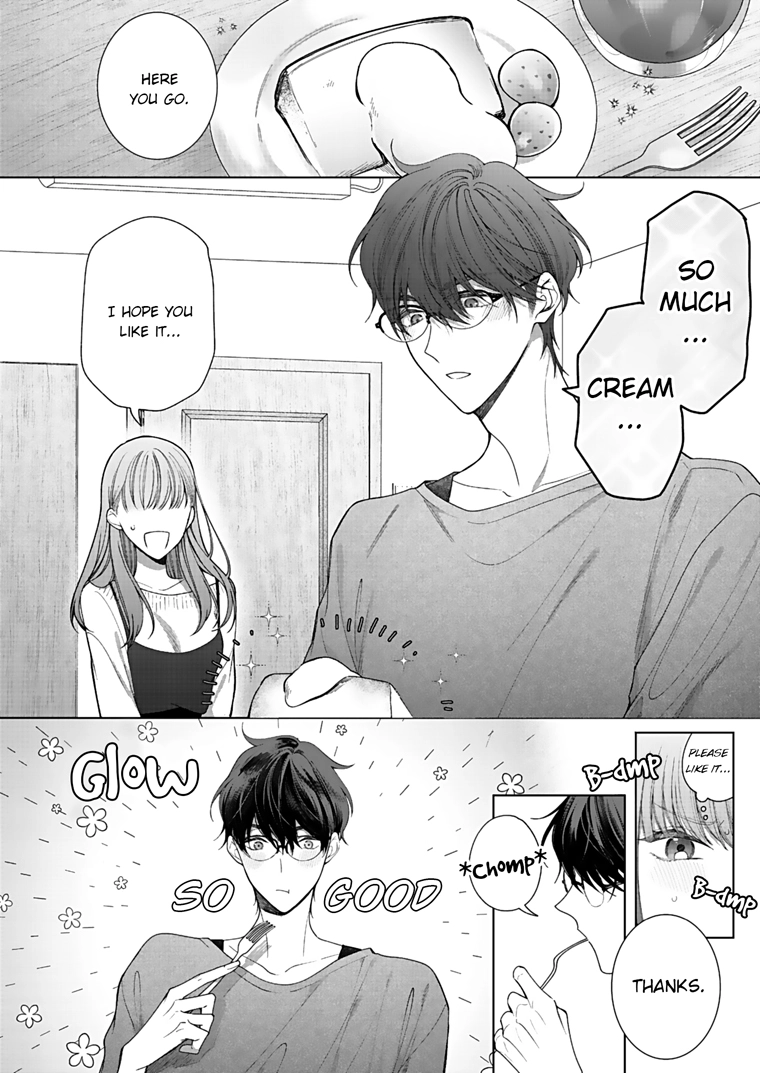 HERE
YOU GO.
SO
MUCH
...
CREAM
...
I HOPE YOU
LIKE IT...
PLEASE
LIKE IT...
B-dmp
B-dmp
THANKS.
*Chomp*
Glow
SO GOOD